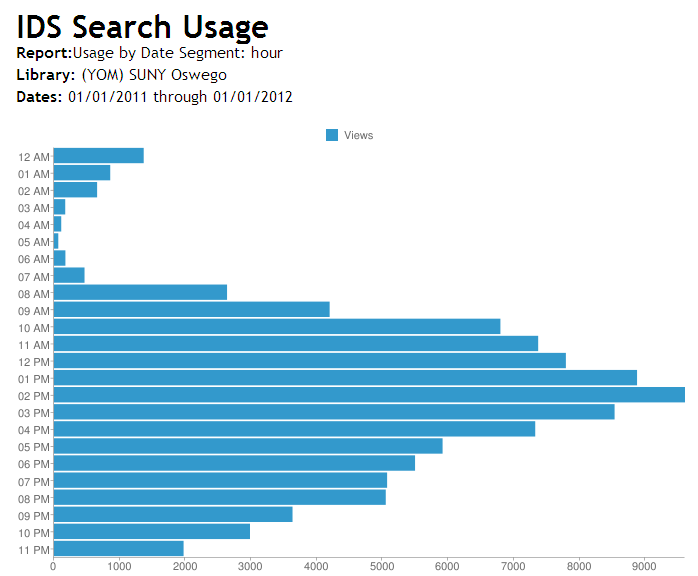 IDS Search Usage
Report:Usage by Date Segment: hour
Library: (YOM) SUNY Oswego
Dates: 01/01/2011 through 01/01/2012
Views
12 AM
01 AM
02 AM
03 AM
04 AM
05 AM
06 AM
07 AM
08 AM
09 AM
10 AM
11 AM
12 PM
01 PM
02 PM
03 PM
04 PM
05 PM
06 PM
07 PM
08 PM
09 PM
10 PM
11 PM
0 1000 2000 3000 4000 5000 6000 7000 8000 9000